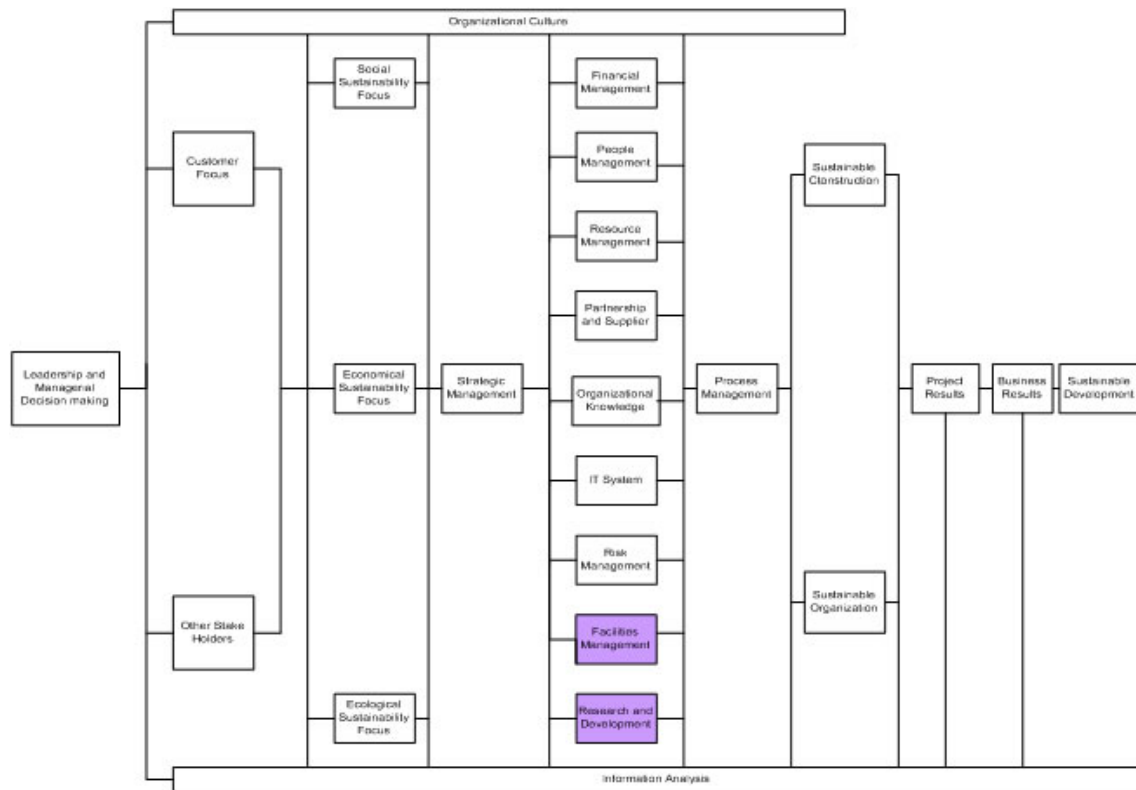 Organizational Culture
Social
Sustainability
Focus
Financial
Management
Customer
Focus
People
Management
Sustainable
Ctonstruction
Resource
Management
Partnership
and Supplier
Leadership and
Managerial
Decision making
Economical
Sustainability
Focus
Strategic
Management
Organizational
Knowledge
Process
Management
Project
Results
Business
Results
Sustainable
Development
IT System
Risk
Management
Sustainable
Organization
Other Stake
Holders
Facilities
Management
Ecological
Sustainability
Focus
Research and
Development
Information Analysis